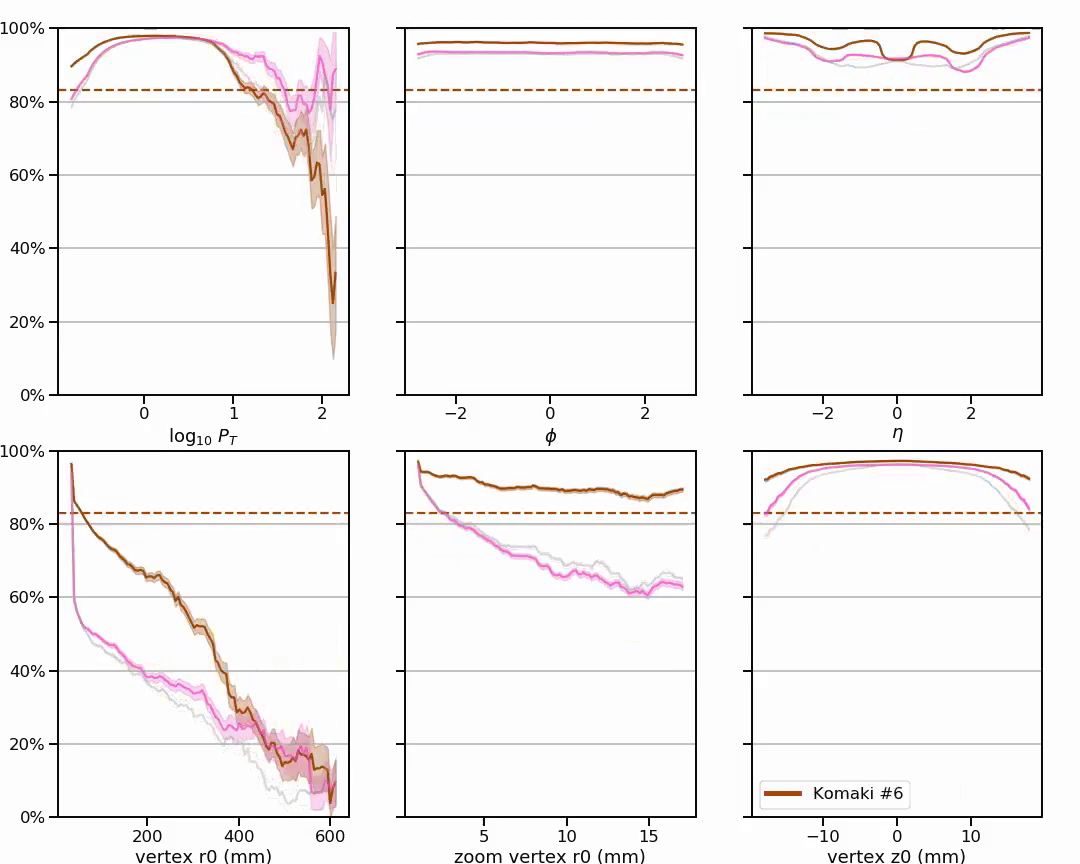 100%
80%
60%
40%
20%
0%
0 1 2
−2 0 2
−2 0 2
log10 PT
ϕ
η
100%
80%
60%
40%
20%
0%
Komaki #6
200 400 600
5 10 15
−10 0 10
vertex r0 (mm)
zoom vertex r0 (mm)
vertex z0 (mm)